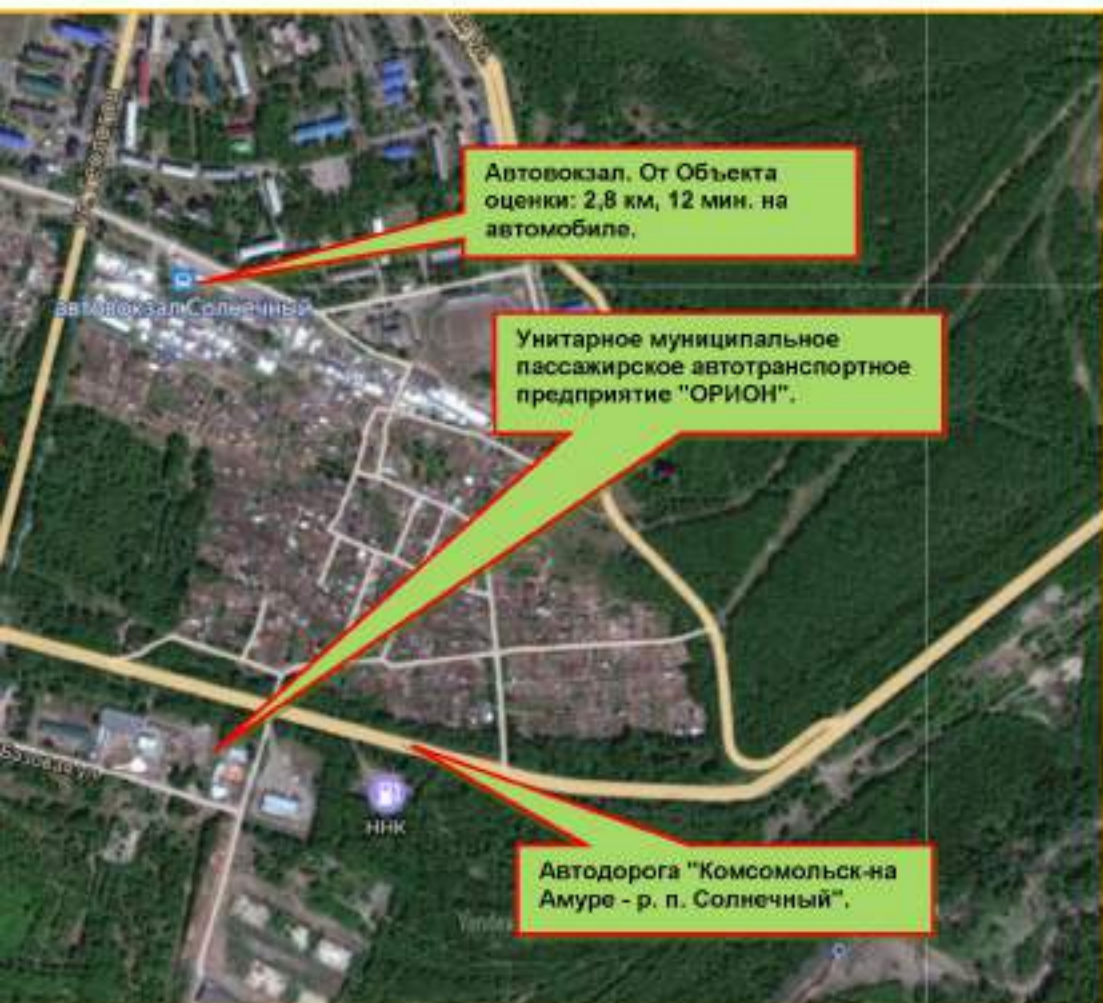 Автовокзал. От Объекта
оценки: 2,8 км, 12 мин. на
автомобиле.
автовокзал Солнечный
Унитарное муниципальное
пассажирское автотранспортное
предприятие "ОРИОН".
ННК
Автодорога "Комсомольск-на
Амуре - р. п. Солнечный".